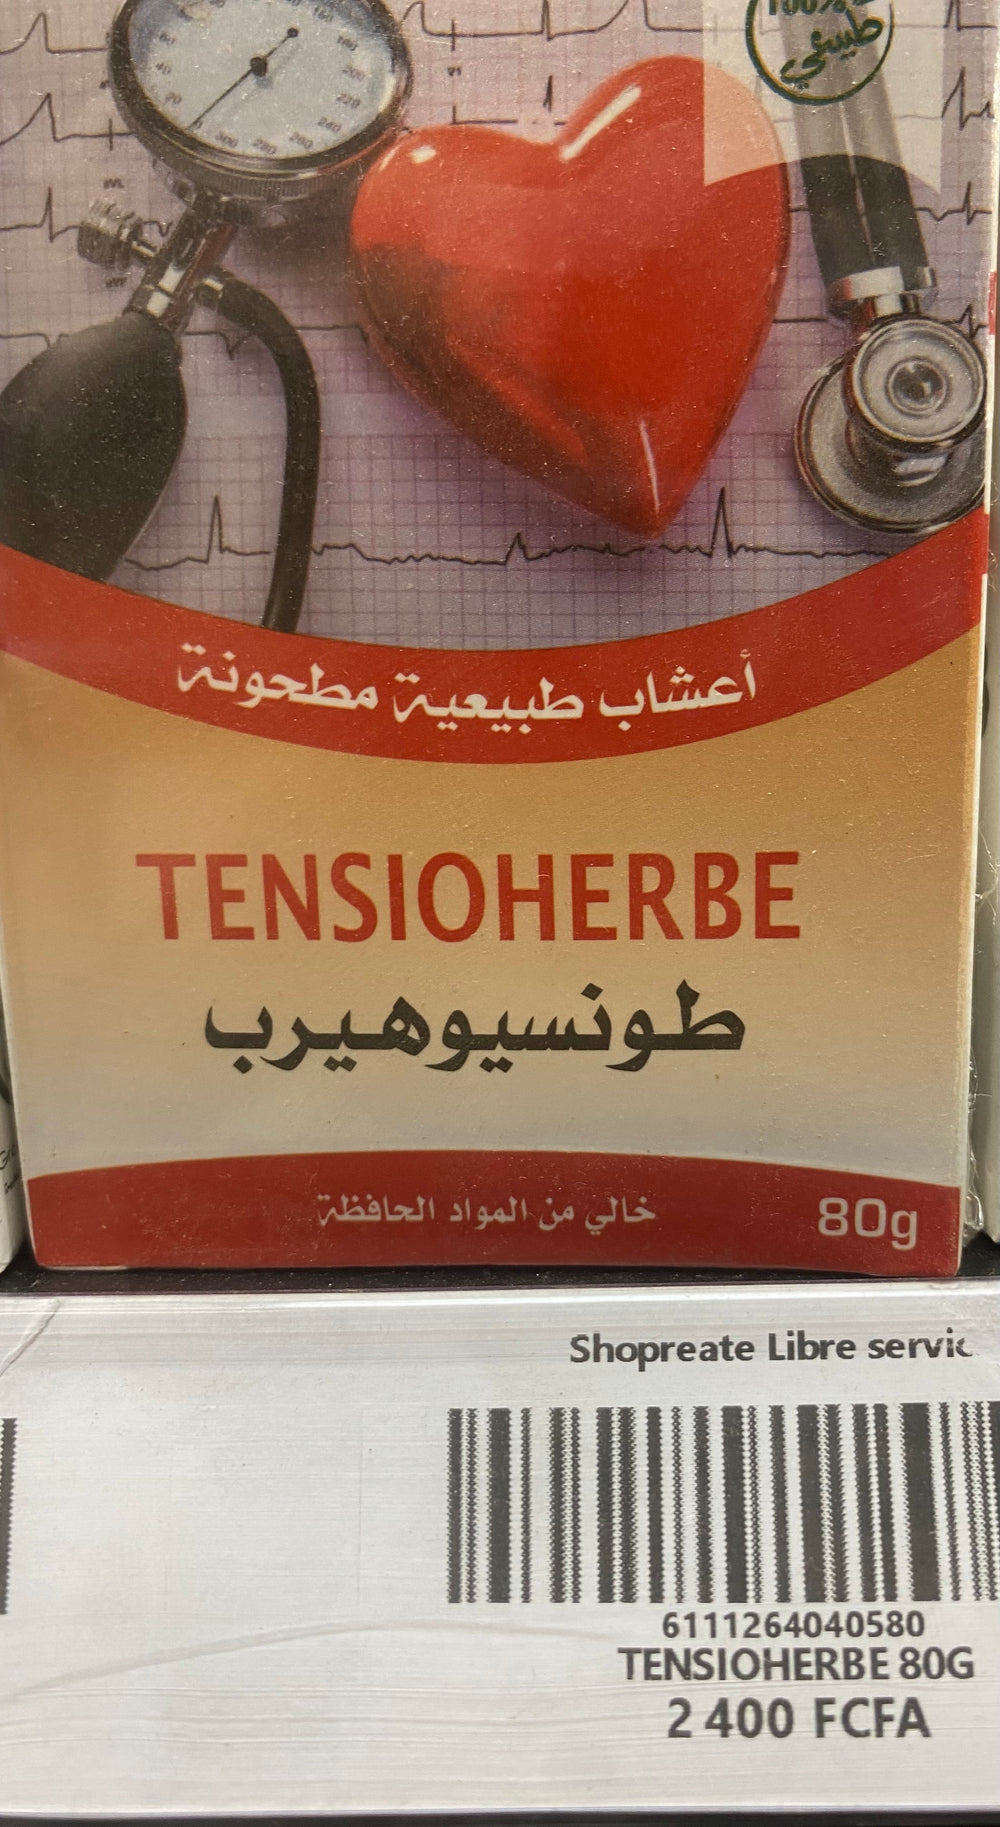 100%
طبيعي
أعشاب طبيعية مطحونة
TENSIOHERBE
طونسيوهيرب
خالي من المواد الحافظة
80g
Shopreate Libre servic
6111264040580
TENSIOHERBE 80G
2 400 FCFA